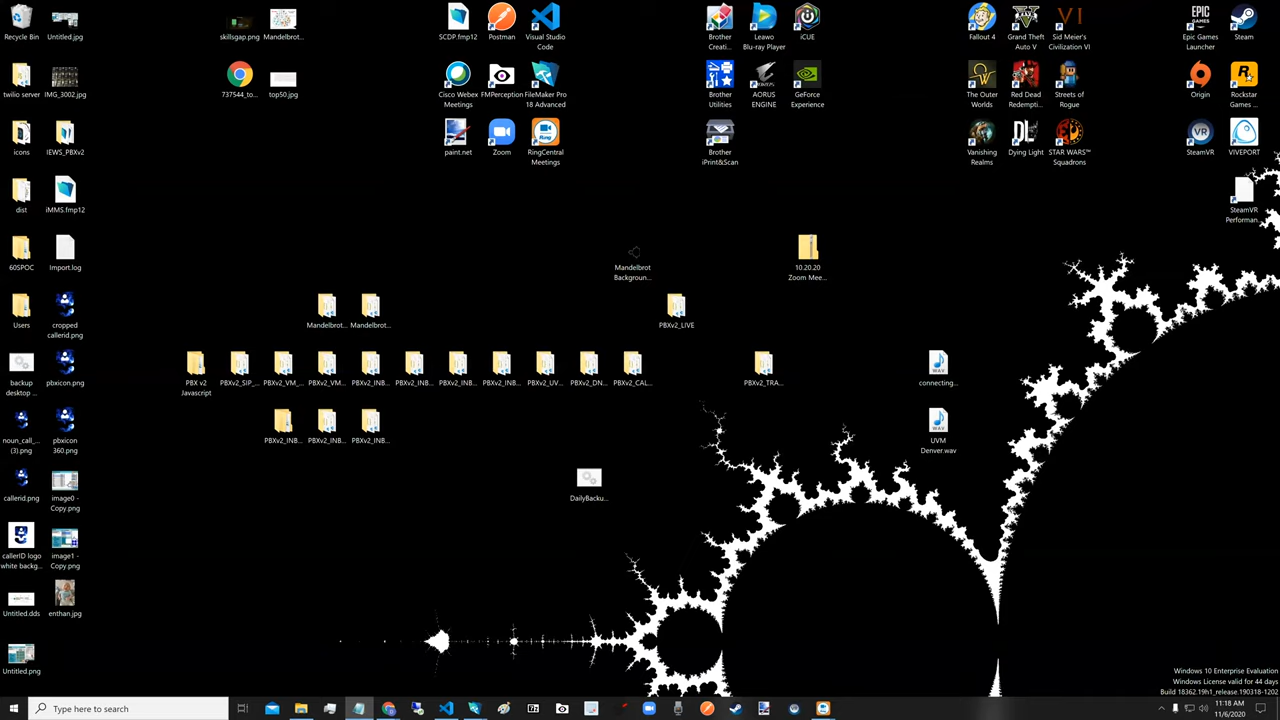 Recycle Bin
Untitled.jpg
skillsgap.png
Mandelbrot...
SCDP.fmp12
Postman
Visual Studio
Code
Brother
Creati...
Leawo
Blu-ray Player
iCUE
Fallout 4
Grand Theft
Auto V
Sid Meier's
Civilization VI
Epic Games
Launcher
Steam
twilio server
IMG_3002.jpg
737544_to...
top50.jpg
Cisco Webex
Meetings
FMPerception
FileMaker Pro
18 Advanced
Brother
Utilities
AORUS
ENGINE
GeForce
Experience
The Outer
Worlds
Red Dead
Redempti...
Streets of
Rogue
Origin
Rockstar
Games ...
icons
IEWS_PBXv2
paint.net
Zoom
RingCentral
Meetings
Brother
iPrint&Scan
Vanishing
Realms
Dying Light
STAR WARS™
Squadrons
SteamVR
VIVEPORT
dist
iMMS.fmp12
SteamVR
Performan...
60SPOC
Import.log
Mandelbrot
Backgroun...
10.20.20
Zoom Mee...
Users
cropped
callerid.png
Mandelbrot...
Mandelbrot...
PBXv2_LIVE
backup
desktop ...
pbxicon.png
PBX v2
Javascript
PBXv2_SIP_...
PBXv2_VM_...
PBXv2_VM...
PBXv2_INB...
PBXv2_INB...
PBXv2_INB...
PBXv2_INB...
PBXv2_UV...
PBXv2_DN...
PBXv2_CAL...
PBXv2_TRA...
connecting...
noun_call_...
(3).png
pbxicon
360.png
PBXv2_INB...
PBXv2_INB...
PBXv2_INB...
UVM
Denver.wav
callerid.png
image0 -
Copy.png
DailyBacku...
callerID logo
white backg...
image1 -
Copy.png
Untitled.dds
enthan.jpg
Untitled.png
Windows 10 Enterprise Evaluation
Windows License valid for 44 days
Build 18362.19h1_release.190318-1202
Type here to search
11:18 AM
11/6/2020